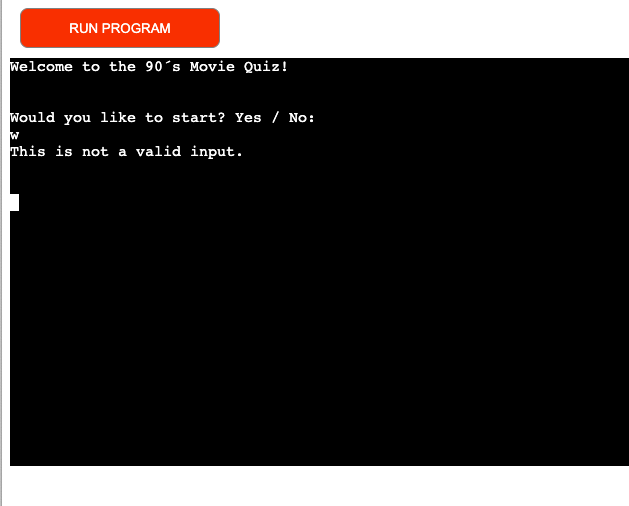 RUN PROGRAM
Welcome to the 90´s Movie Quiz!
Would you like to start? Yes / No:
w
This is not a valid input.